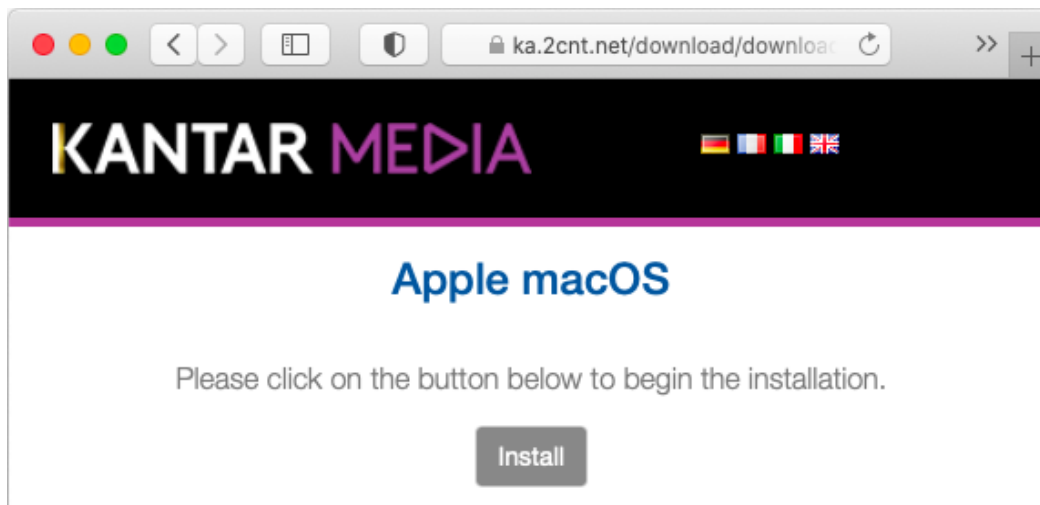 ka.2cnt.net/download/downloa
KANTAR MEDIA
Apple macOS
Please click on the button below to begin the installation.
Install